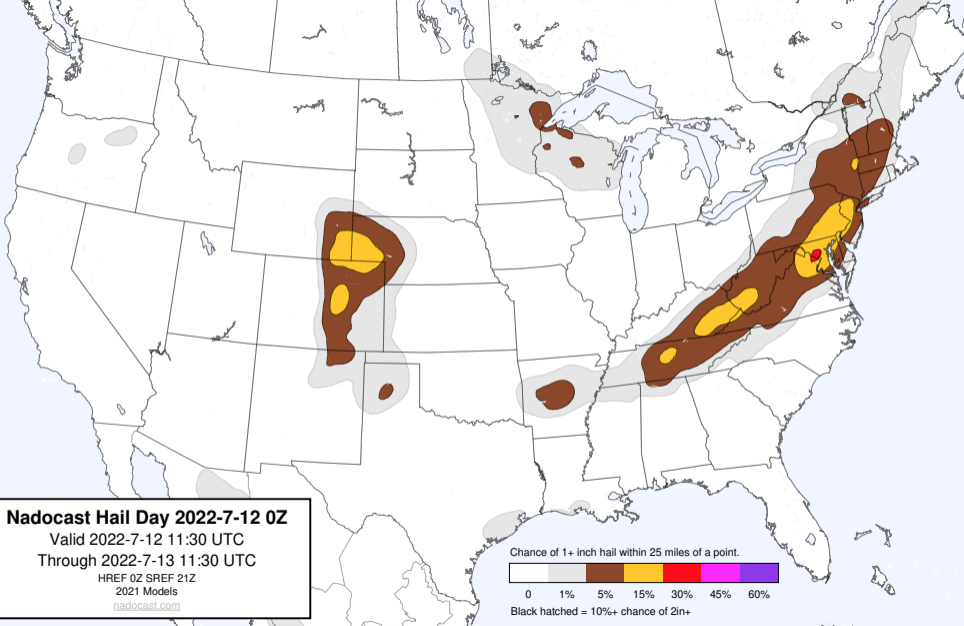 Nadocast Hail Day 2022-7-12 0Z
Valid 2022-7-12 11:30 UTC
Through 2022-7-13 11:30 UTC
HREF 0Z SREF 21Z
2021 Models
nadocast.com
Chance of 1+ inch hail within 25 miles of a point.
0 1% 5% 15% 30% 45% 60%
Black hatched = 10%+ chance of 2in+